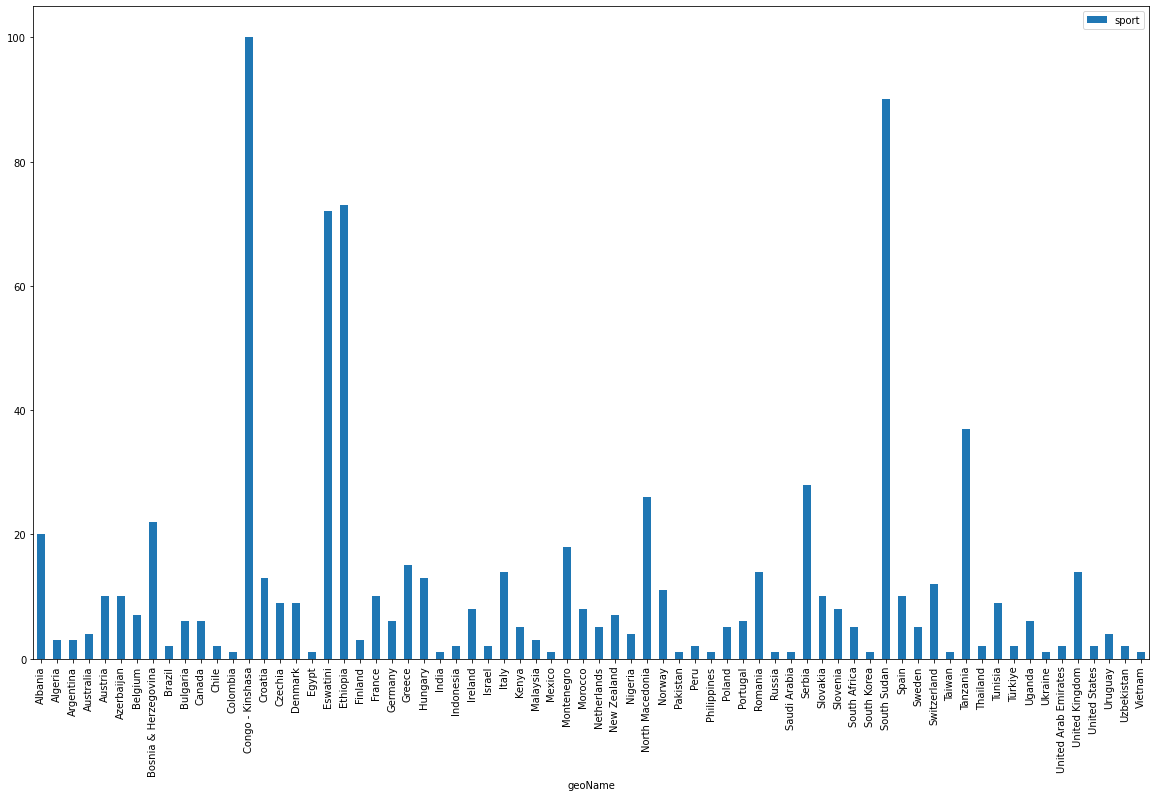 sport
100
80
60
40
20
0
Albania
Algeria
Argentina
Australia
Austria
Azerbaijan
Belgium
Bosnia & Herzegovina
Brazil
Bulgaria
Canada
Chile
Colombia
Congo - Kinshasa
Croatia
Czechia
Denmark
Egypt
Eswatini
Ethiopia
Finland
France
Germany
Greece
Hungary
India
Indonesia
Ireland
Israel
Italy
Kenya
Malaysia
Mexico
Montenegro
Morocco
Netherlands
New Zealand
Nigeria
North Macedonia
Norway
Pakistan
Peru
Philippines
Poland
Portugal
Romania
Russia
Saudi Arabia
Serbia
Slovakia
Slovenia
South Africa
South Korea
South Sudan
Spain
Sweden
Switzerland
Taiwan
Tanzania
Thailand
Tunisia
Türkiye
Uganda
Ukraine
United Arab Emirates
United Kingdom
United States
Uruguay
Uzbekistan
Vietnam
geoName